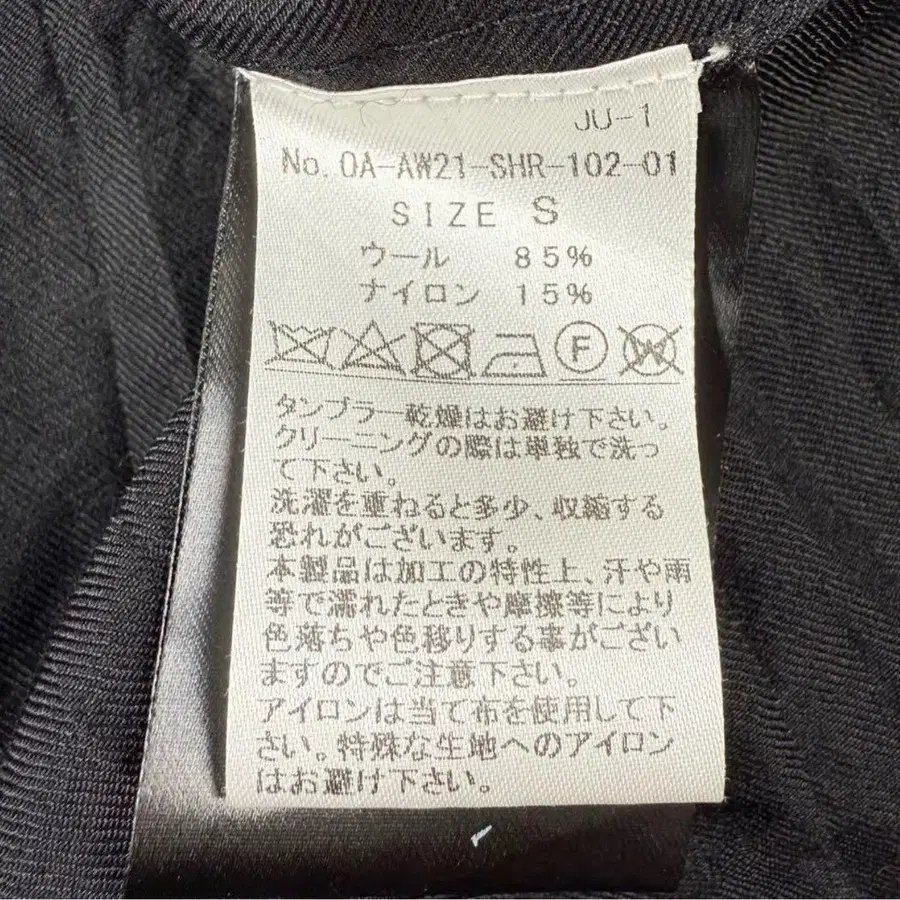 JU-1
No. 0A-AW21-SHR-102-01
SIZE S
ウール 85%
ナイロン 15%
F W
タンブラー乾燥はお避け下さい。
クリーニングの際は単独で洗っ
て下さい。
洗濯を重ねると多少、収縮する
恐れがございます。
本製品は加工の特性上、汗や雨
等で濡れたときや摩擦等により
色落ちや色移りする事がござい
ますのでご注意下さい。
アイロンは当て布を使用して下
さい。特殊な生地へのアイロン
はお避け下さい。